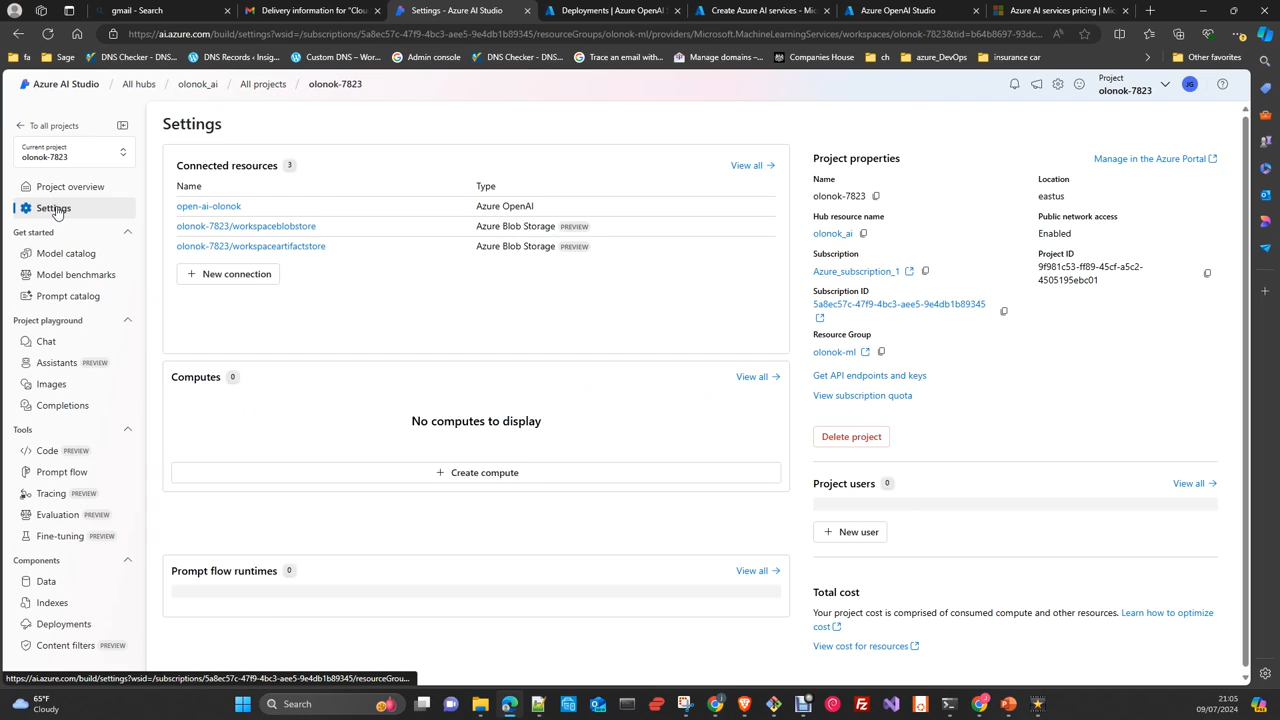 gmail - Search
Delivery information for "Clou
Settings - Azure AI Studio
Deployments | Azure OpenAI
Create Azure AI services - Mic
Azure OpenAI Studio
Azure AI services pricing | Mic
https://ai.azure.com/build/settings?wsid=/subscriptions/5a8ec57c-47f9-4bc3-aee5-9e4db1b89345/resourceGroups/olonok-ml/providers/Microsoft.MachineLearningServices/workspaces/olonok-7823&tid=b64b8697-93dc...
fa
Sage
DNS Checker - DNS...
DNS Records ‹ Insig...
Custom DNS – Wor...
Admin console
DNS Checker - DNS...
Trace an email with...
Manage domains –...
Companies House
ch
azure_DevOps
insurance car
Other favorites
Azure AI Studio / All hubs / olonok_ai / All projects / olonok-7823
Project
olonok-7823
JG
To all projects
Current project
olonok-7823
Project overview
Settings
Get started
Model catalog
Model benchmarks
Prompt catalog
Project playground
Chat
Assistants PREVIEW
Images
Completions
Tools
Code PREVIEW
Prompt flow
Tracing PREVIEW
Evaluation PREVIEW
Fine-tuning PREVIEW
Components
Data
Indexes
Deployments
Content filters PREVIEW
Settings
Connected resources 3
View all
Name Type
open-ai-olonok Azure OpenAI
olonok-7823/workspaceblobstore Azure Blob Storage PREVIEW
olonok-7823/workspaceartifactstore Azure Blob Storage PREVIEW
+ New connection
Computes 0
View all
No computes to display
+ Create compute
Prompt flow runtimes 0
View all
Project properties
Manage in the Azure Portal
Name
olonok-7823
Location
eastus
Hub resource name
olonok_ai
Public network access
Enabled
Subscription
Azure_subscription_1
Project ID
9f981c53-ff89-45cf-a5c2-
4505195ebc01
Subscription ID
5a8ec57c-47f9-4bc3-aee5-9e4db1b89345
Resource Group
olonok-ml
Get API endpoints and keys
View subscription quota
Delete project
Project users 0
View all
+ New user
Total cost
Your project cost is comprised of consumed compute and other resources. Learn how to optimize
cost
View cost for resources
https://ai.azure.com/build/settings?wsid=/subscriptions/5a8ec57c-47f9-4bc3-aee5-9e4db1b89345/resourceGrou...
65°F
Cloudy
Search
21:05
09/07/2024